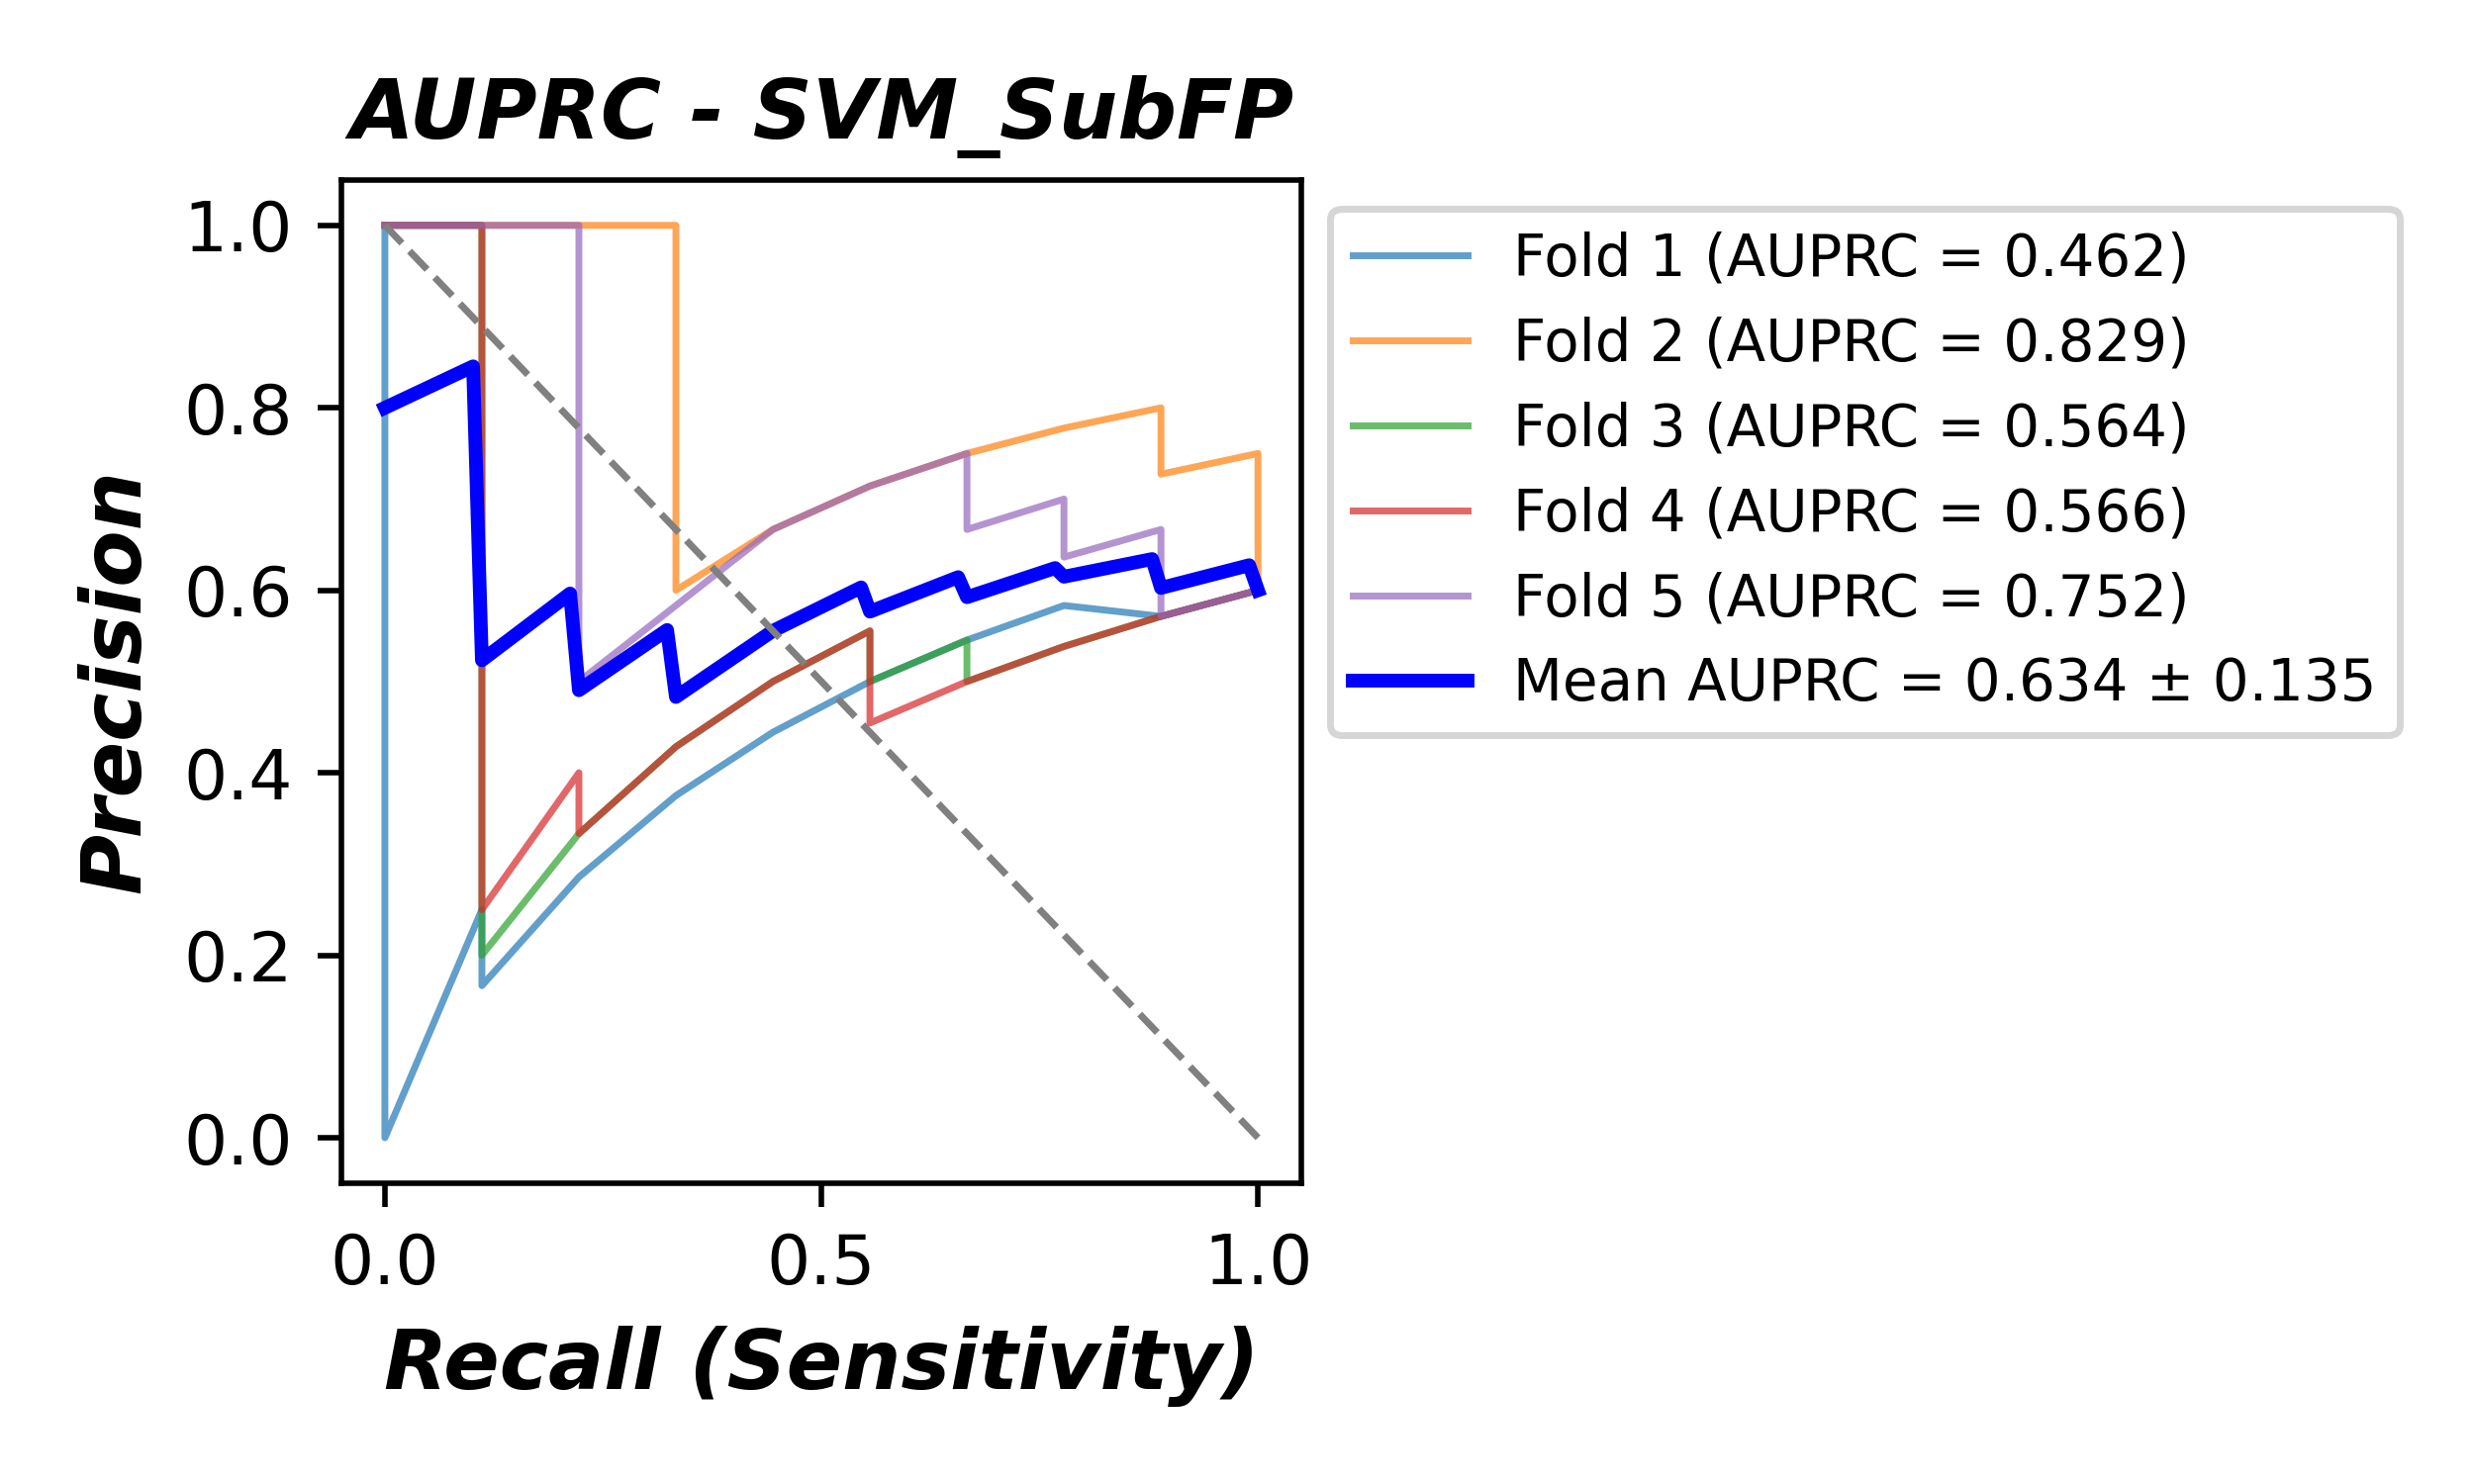 AUPRC - SVM_SubFP
Precision
1.0
0.8
0.6
0.4
0.2
0.0
0.0 0.5 1.0
Recall (Sensitivity)
Fold 1 (AUPRC = 0.462)
Fold 2 (AUPRC = 0.829)
Fold 3 (AUPRC = 0.564)
Fold 4 (AUPRC = 0.566)
Fold 5 (AUPRC = 0.752)
Mean AUPRC = 0.634 ± 0.135